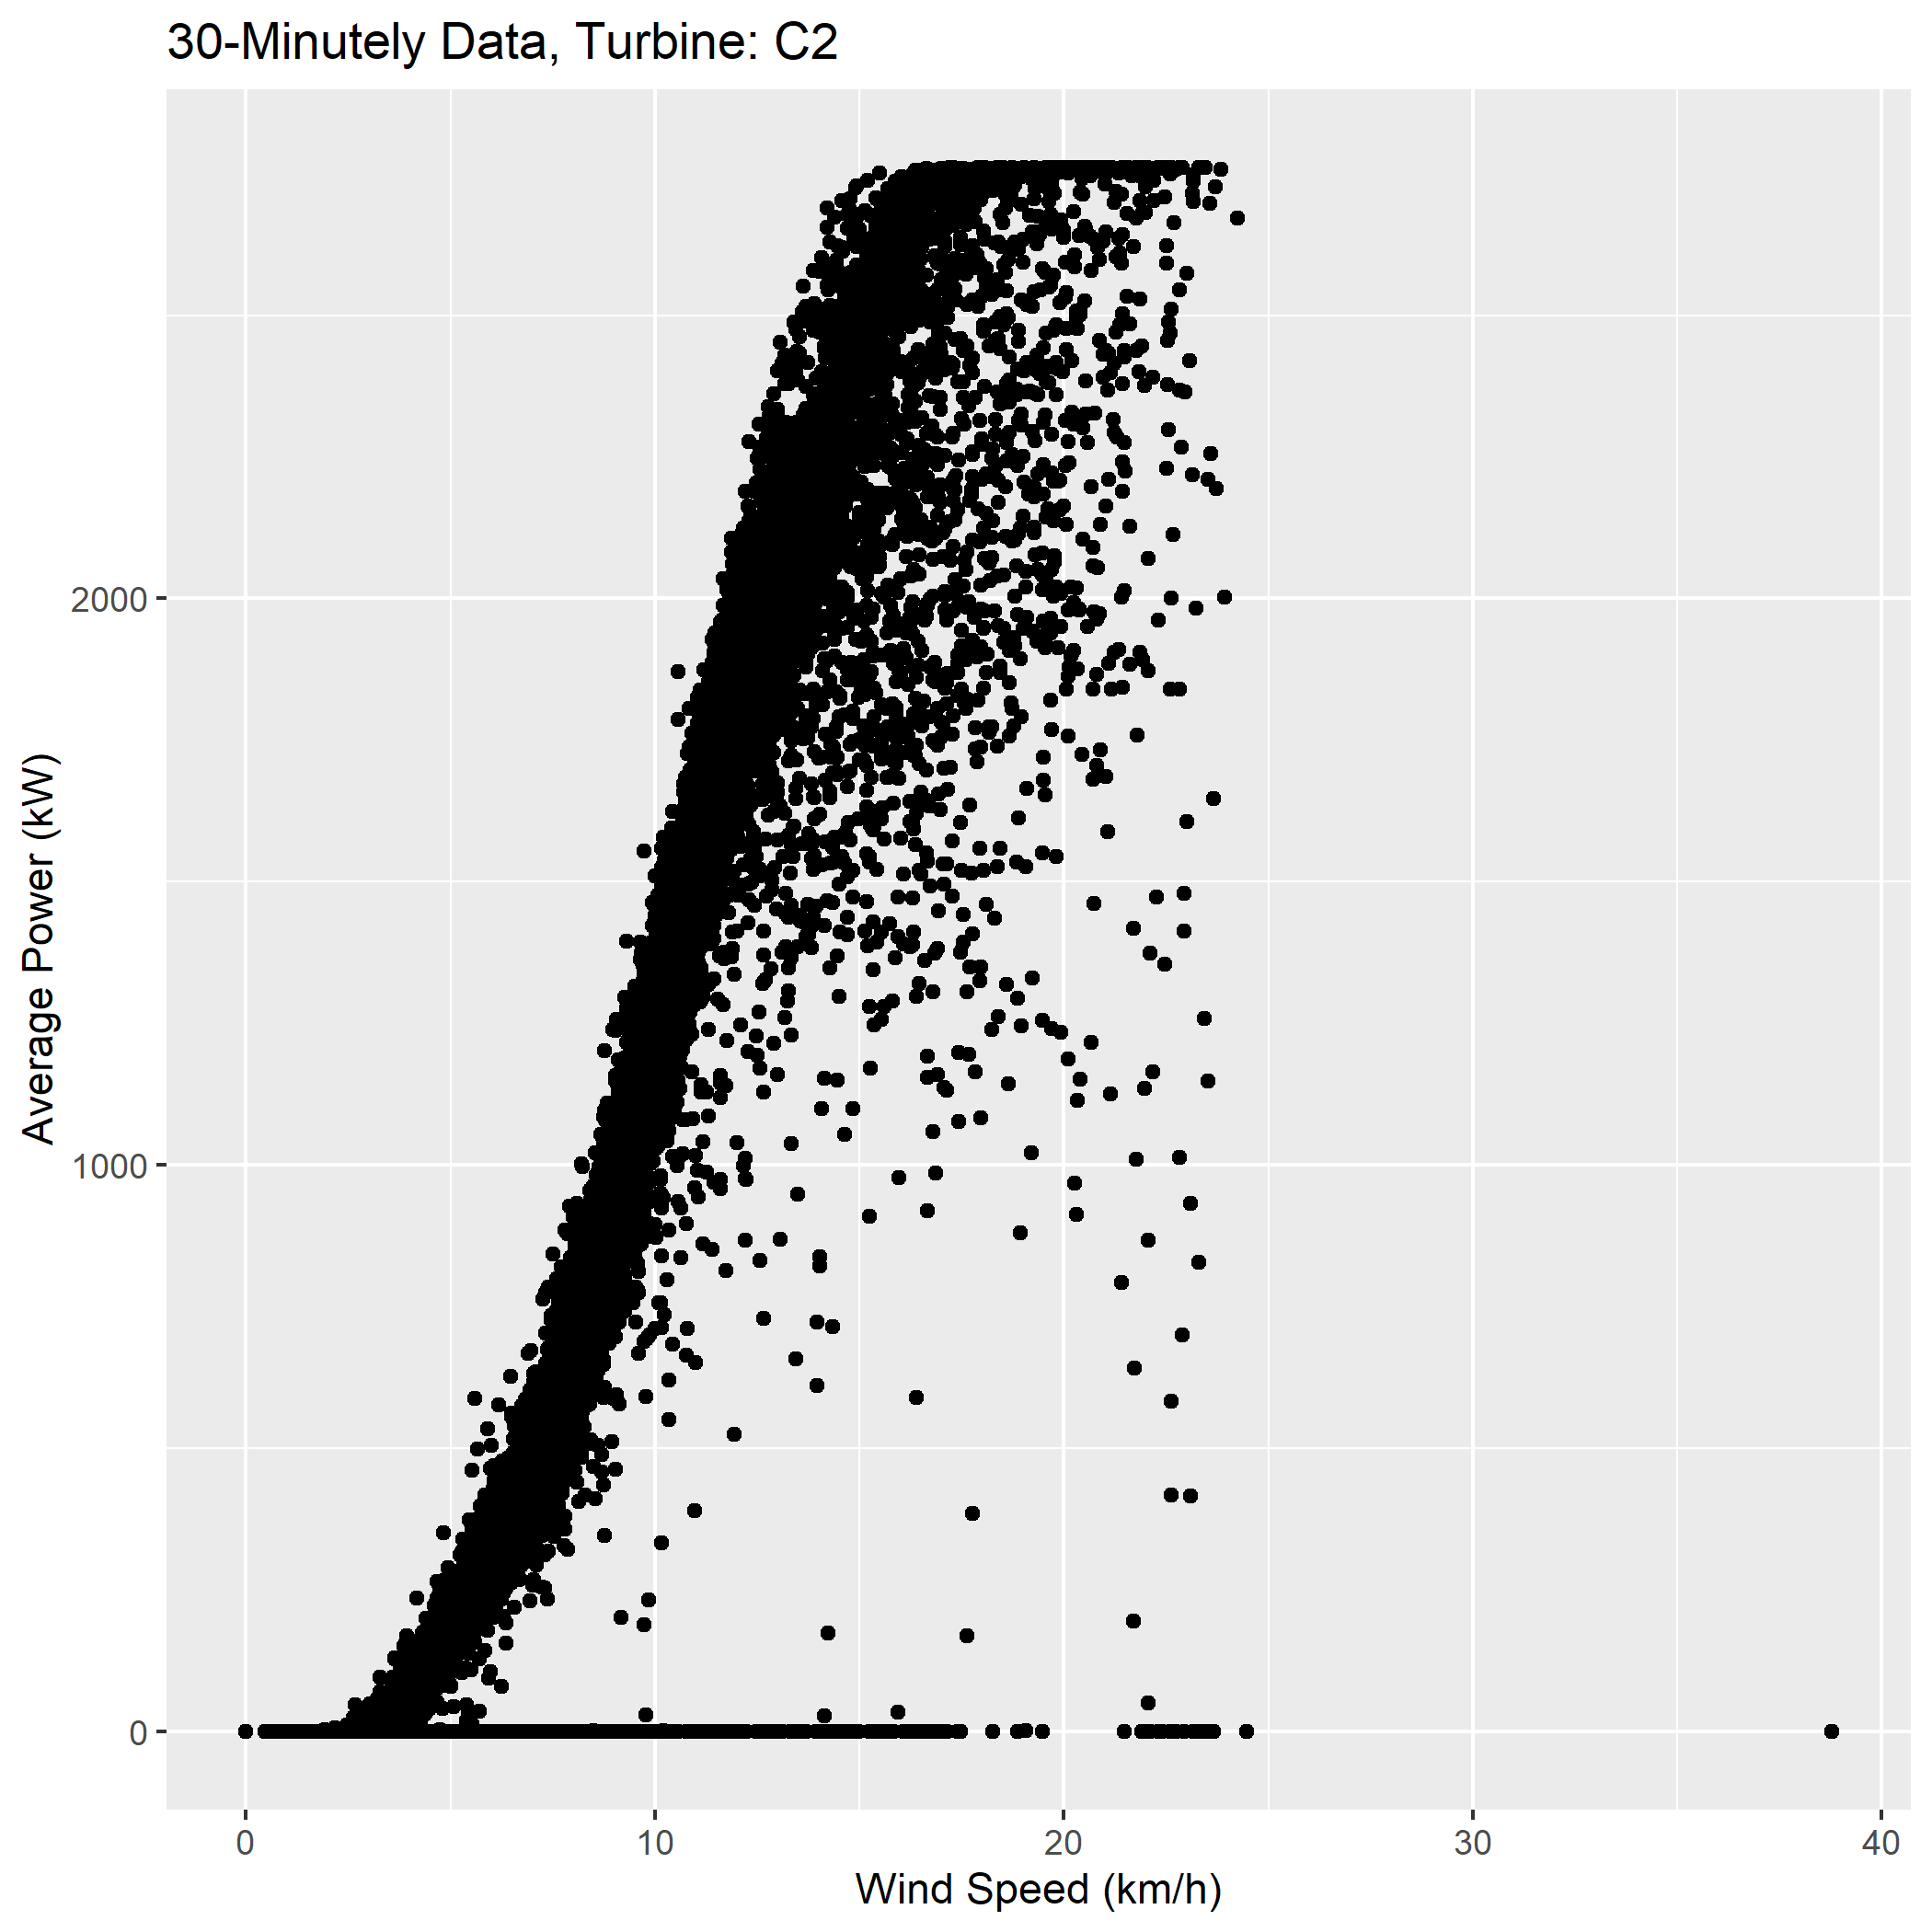 30-Minutely Data, Turbine: C2
Average Power (kW)
2000
1000
0
0 10 20 30 40
Wind Speed (km/h)